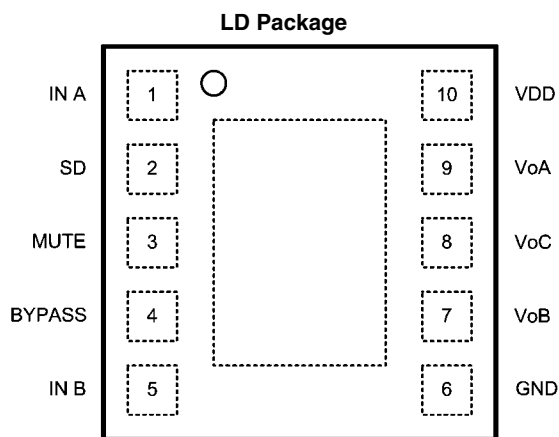 LD Package
IN A 1 10 VDD
SD 2 9 VoA
MUTE 3 8 VoC
BYPASS 4 7 VoB
IN B 5 6 GND